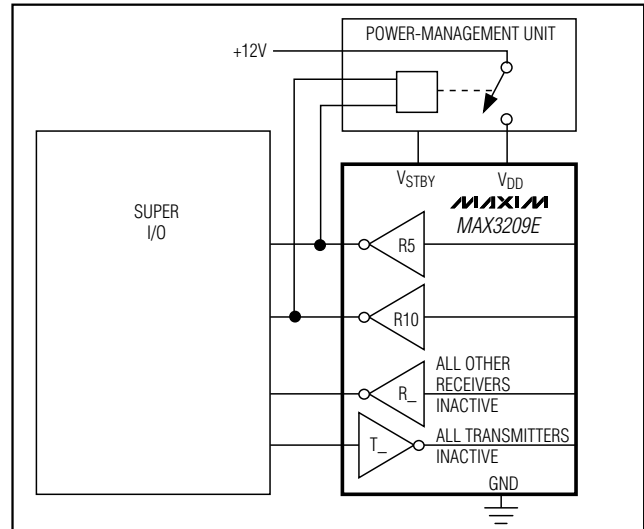 POWER-MANAGEMENT UNIT
+12V
VSTBY
VDD
MAXIM
MAX3209E
SUPER
I/O
R5
R10
R_
ALL OTHER
RECEIVERS
INACTIVE
T_
ALL TRANSMITTERS
INACTIVE
GND